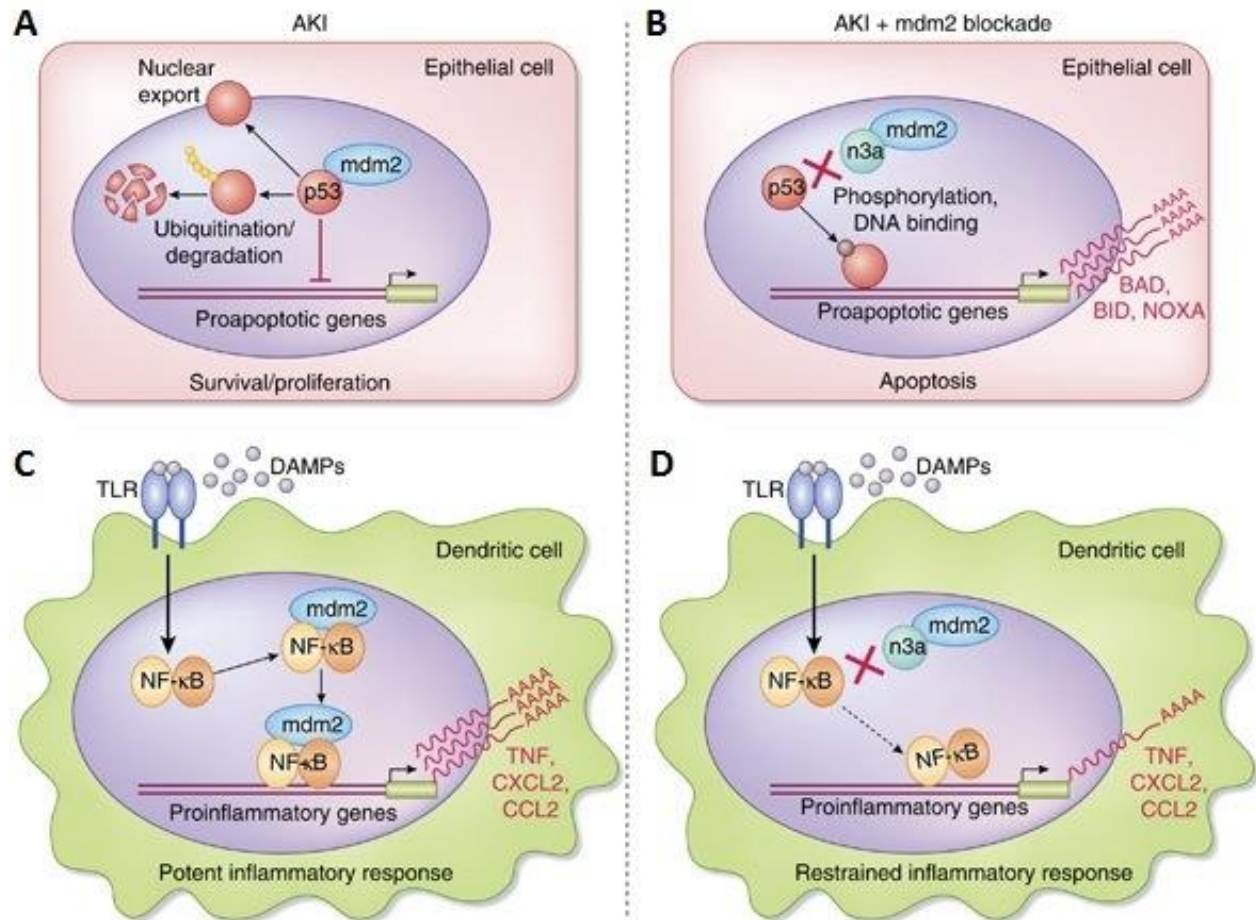 A
AKI
Nuclear
export
Epithelial cell
mdm2
p53
Ubiquitination/
degradation
Proapoptotic genes
Survival/proliferation
B
AKI + mdm2 blockade
Epithelial cell
mdm2
n3a
p53
Phosphorylation,
DNA binding
AAAA
AAAA
AAAA
BAD,
BID, NOXA
Proapoptotic genes
Apoptosis
C
TLR
DAMPs
Dendritic cell
mdm2
NF-κB
NF-κB
mdm2
NF-κB
AAAA
AAAA
AAAA
TNF,
CXCL2,
CCL2
Proinflammatory genes
Potent inflammatory response
D
TLR
DAMPs
Dendritic cell
mdm2
n3a
NF-κB
NF-κB
AAAA
TNF,
CXCL2,
CCL2
Proinflammatory genes
Restrained inflammatory response